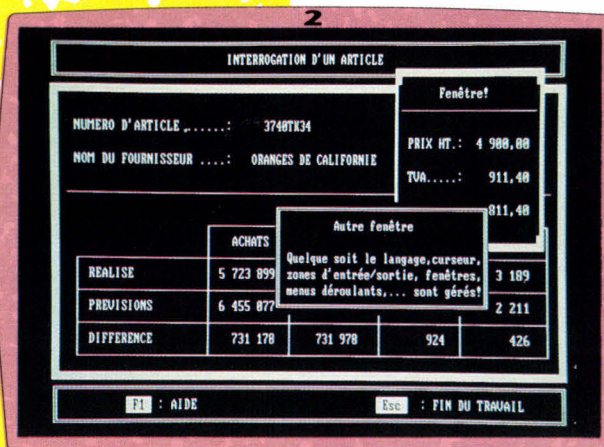 2
INTERROGATION D'UN ARTICLE
Fenêtre!
NUMERO D'ARTICLE ,......: 3740TK34
PRIX HT.: 4 900,00
NOM DU FOURNISSEUR ....: ORANGES DE CALIFORNIE
TVA.....: 911,40
811,40
Autre fenêtre
ACHATS
Quelque soit le langage,curseur,
zones d'entrée/sortie, fenêtres,
menus déroulants,... sont gérés!
REALISE 5 723 899 3 189
PREVISIONS 6 455 077 2 211
DIFFERENCE 731 178 731 978 924 426
F1 : AIDE Esc : FIN DU TRAVAIL